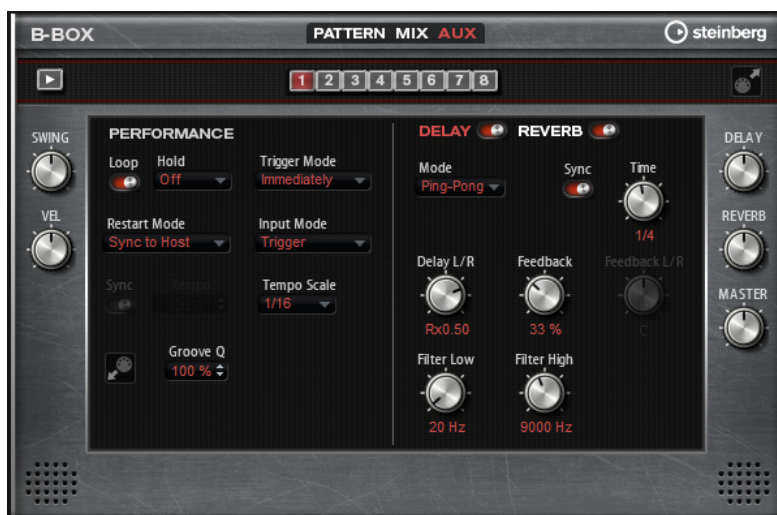 B-BOX PATTERN MIX AUX steinberg
1 2 3 4 5 6 7 8
SWING
VEL
PERFORMANCE
Loop Hold Trigger Mode
Off Immediately
Restart Mode Input Mode
Sync to Host Trigger
Sync Tempo Tempo Scale
1/16
Groove Q
100 %
DELAY REVERB
Mode Sync Time
Ping-Pong
1/4
Delay L/R Feedback Feedback L/R
Rx0.50 33 % C
Filter Low Filter High
20 Hz 9000 Hz
DELAY
REVERB
MASTER